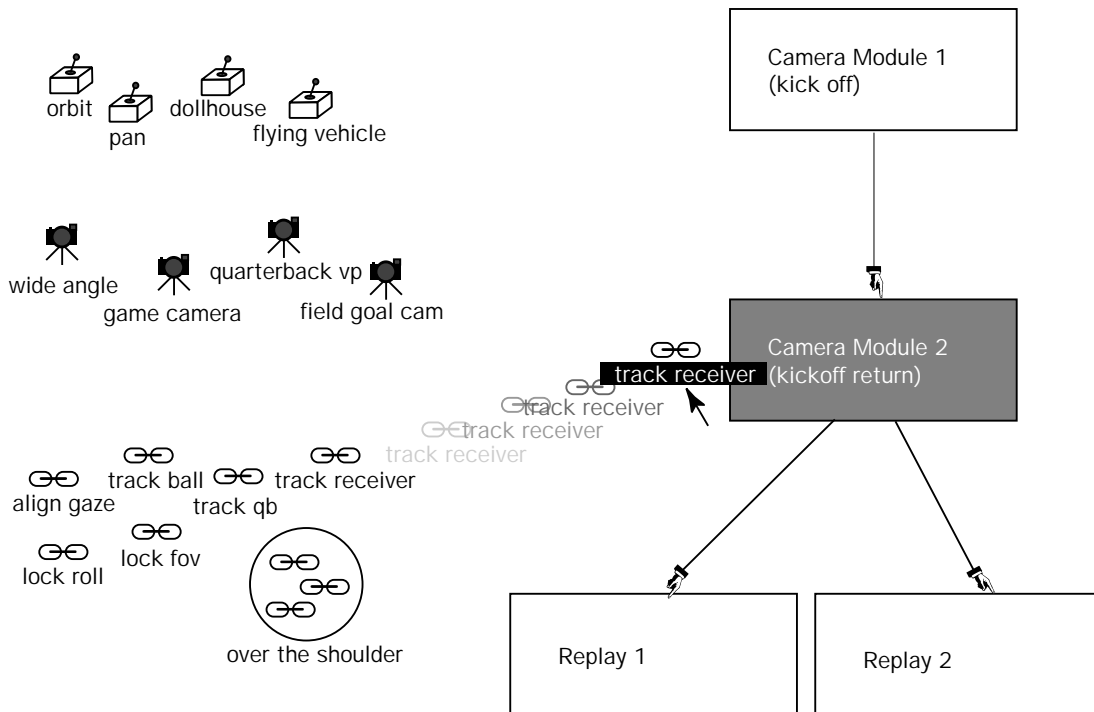 Camera Module 1
(kick off)
orbit
pan
dollhouse
flying vehicle
wide angle
game camera
quarterback vp
field goal cam
Camera Module 2
(kickoff return)
track receiver
track receiver
track receiver
track receiver
align gaze
track ball
track qb
track receiver
lock roll
lock fov
over the shoulder
Replay 1
Replay 2